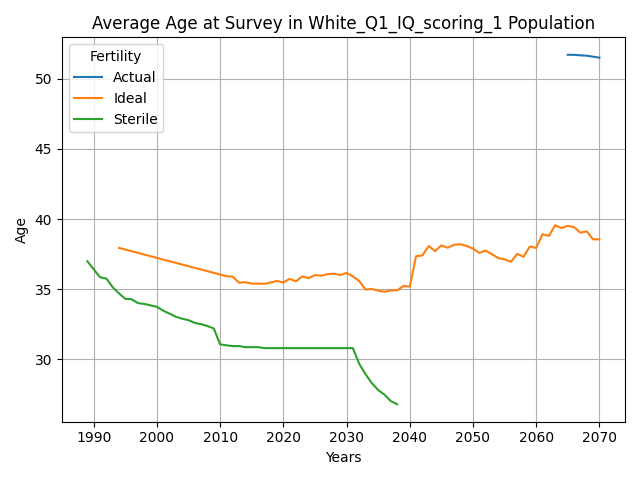 Average Age at Survey in White_Q1_IQ_scoring_1 Population
Fertility
Actual
Ideal
Sterile
Age
50
45
40
35
30
1990 2000 2010 2020 2030 2040 2050 2060 2070
Years